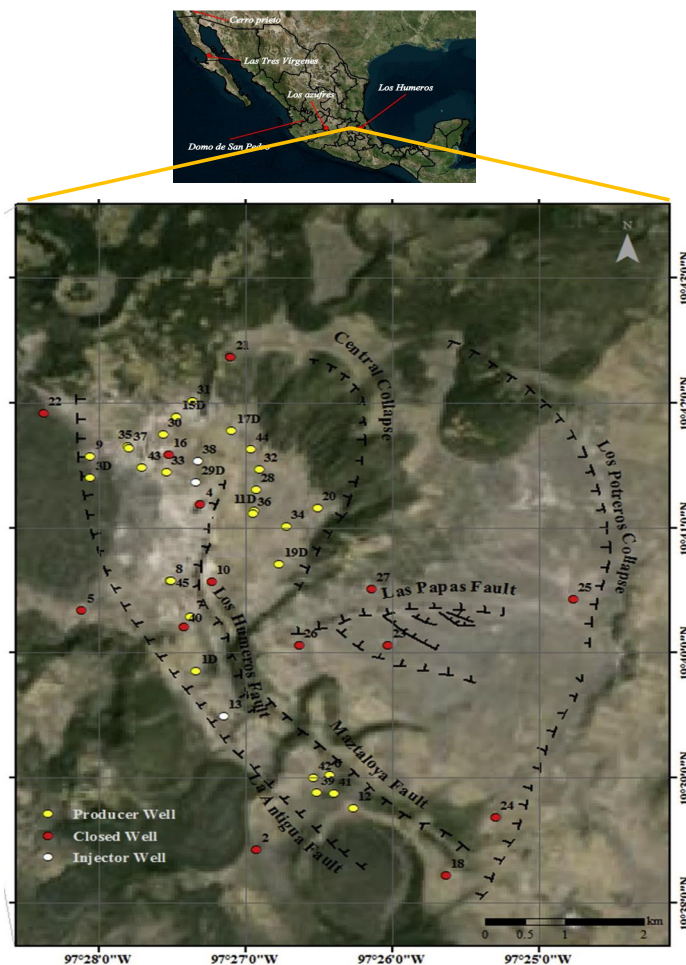 Cerro prieto
Las Tres Vírgenes
Los azufres
Los Humeros
Domo de San Pedro
N
21
Central Collapse
22
31
15D
17D
30
35
37
16
38
44
9
43
33
29D
32
3D
28
4
11D
36
20
34
Los Potreros Collapse
19D
8
10
27
Las Papas Fault
25
45
5
40
26
23
Los Humeros Fault
1D
13
Maztaloya Fault
42
39
41
12
La Antigua Fault
24
2
18
Producer Well
Closed Well
Injector Well
km
0 0.5 1 2
97°28'0"W 97°27'0"W 97°26'0"W 97°25'0"W